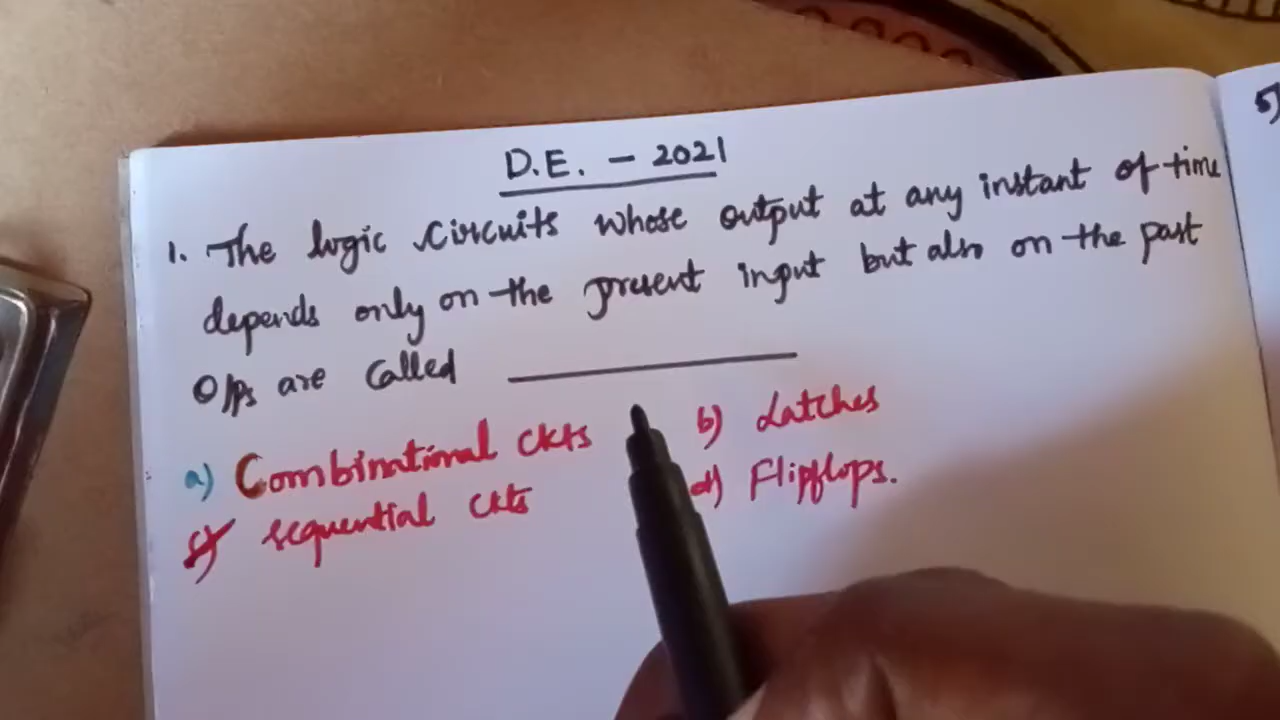 D.E. - 2021
1. The logic circuits whose output at any instant of time
depends only on the present input but also on the past
O/Ps are called
a) Combinational ckts b) Latches
c) sequential ckts d) Flipflops.
5)